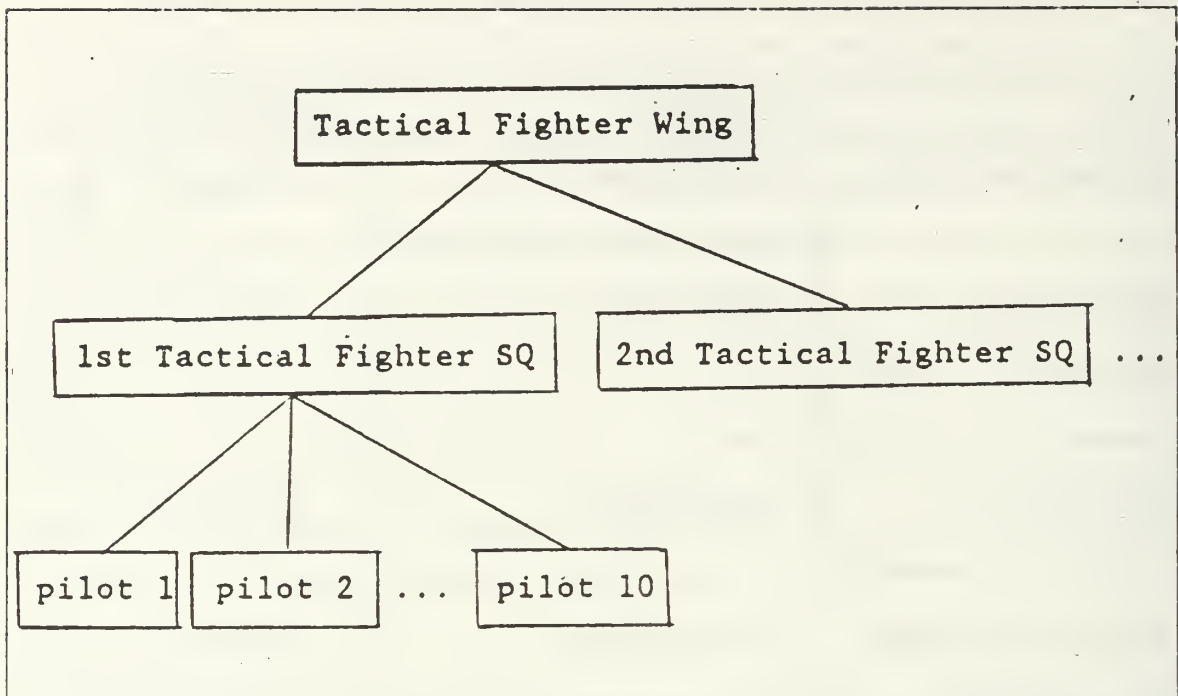 Tactical Fighter Wing
1st Tactical Fighter SQ
2nd Tactical Fighter SQ ...
pilot 1
pilot 2
...
pilot 10